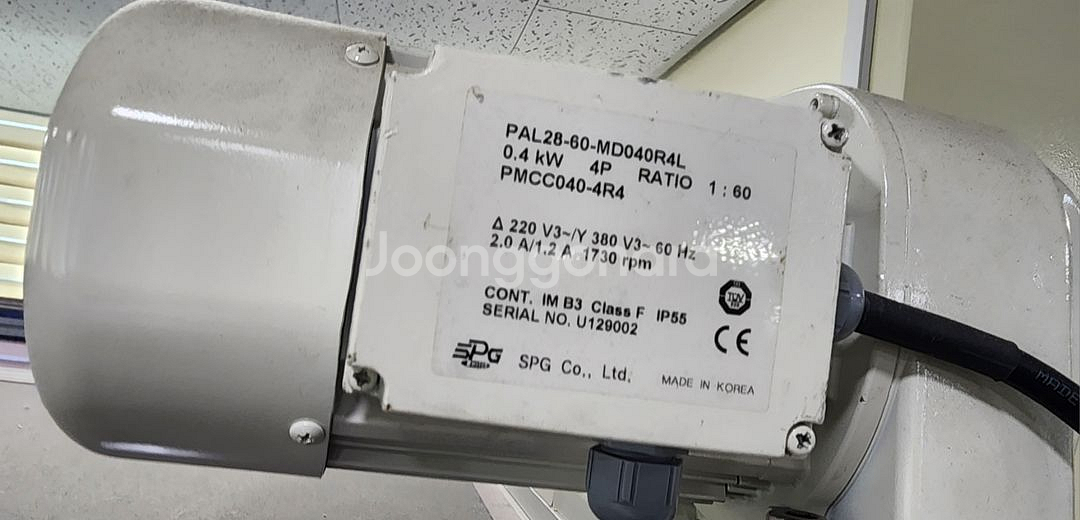 PAL28-60-MD040R4L
0.4 kW 4P RATIO 1 : 60
PMCC040-4R4
Δ 220 V3~/Y 380 V3~ 60 Hz
2.0 A/1.2 A 1730 rpm
Joonggonara
CONT. IM B3 Class F IP55
SERIAL NO. U129002
TÜV
CE
SPG SPG Co., Ltd.
MADE IN KOREA
MADE